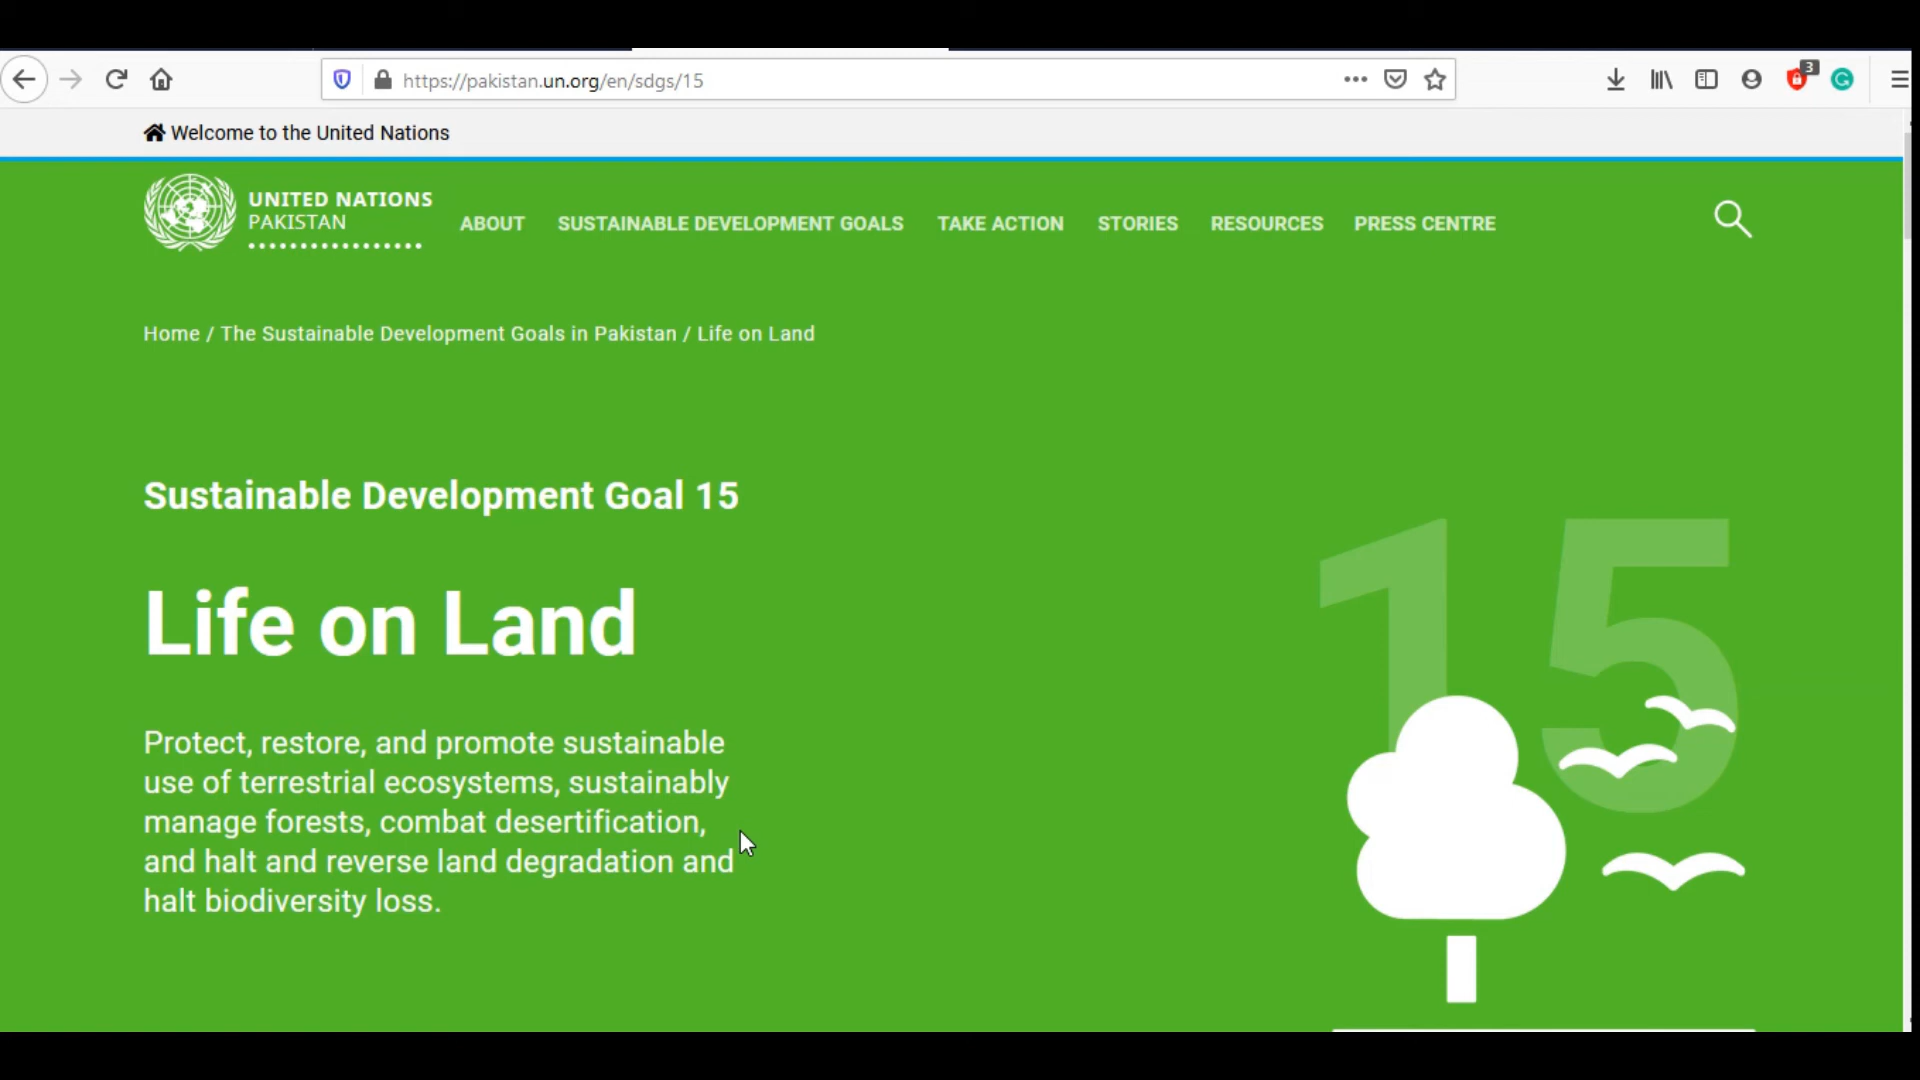 https://pakistan.un.org/en/sdgs/15
3
Welcome to the United Nations
UNITED NATIONS
PAKISTAN
ABOUT SUSTAINABLE DEVELOPMENT GOALS TAKE ACTION STORIES RESOURCES PRESS CENTRE
Home / The Sustainable Development Goals in Pakistan / Life on Land
Sustainable Development Goal 15
Life on Land
15
Protect, restore, and promote sustainable
use of terrestrial ecosystems, sustainably
manage forests, combat desertification,
and halt and reverse land degradation and
halt biodiversity loss.